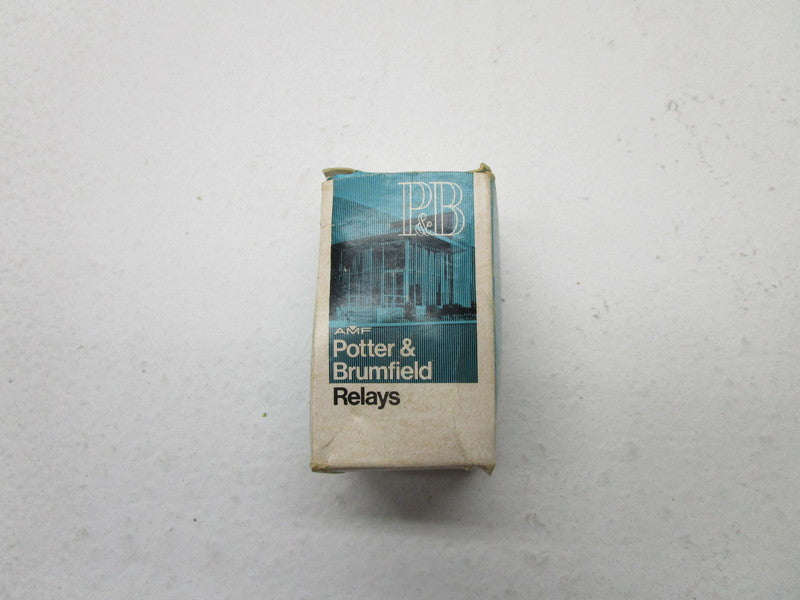 P&B
AMF
Potter &
Brumfield
Relays